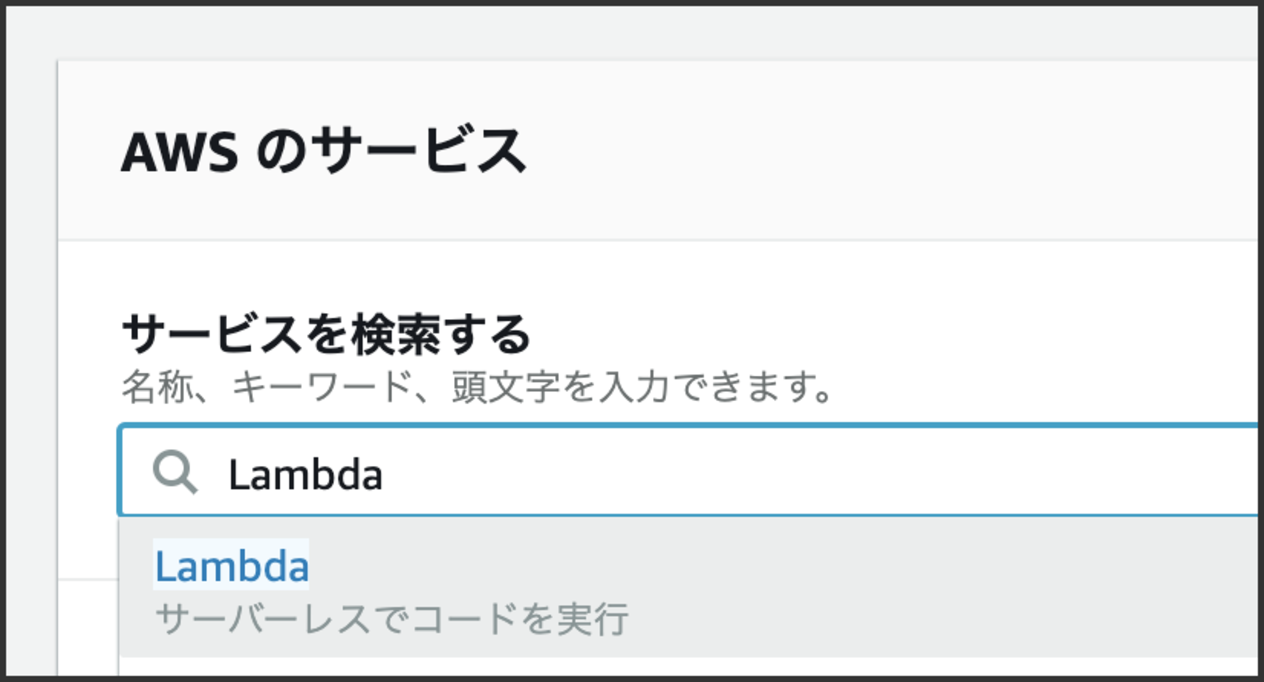 AWS のサービス
サービスを検索する
名称、キーワード、頭文字を入力できます。
Lambda
Lambda
サーバーレスでコードを実行